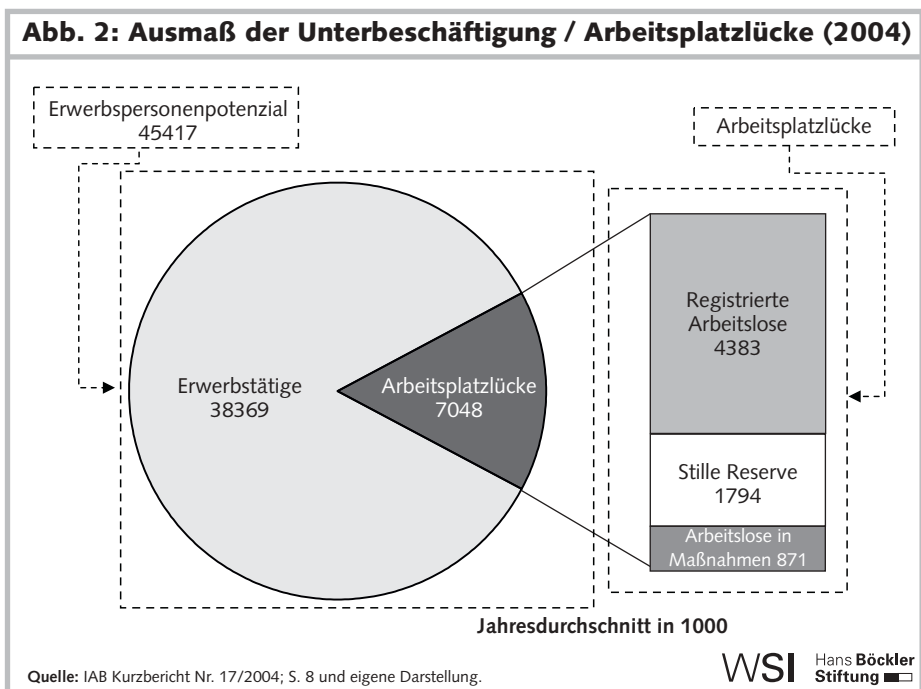 Abb. 2: Ausmaß der Unterbeschäftigung / Arbeitsplatzlücke (2004)
Erwerbspersonenpotenzial
45417
Arbeitsplatzlücke
Erwerbstätige
38369
Arbeitsplatzlücke
7048
Registrierte
Arbeitslose
4383
Stille Reserve
1794
Arbeitslose in
Maßnahmen 871
Jahresdurchschnitt in 1000
Quelle: IAB Kurzbericht Nr. 17/2004; S. 8 und eigene Darstellung.
WSI
Hans Böckler
Stiftung